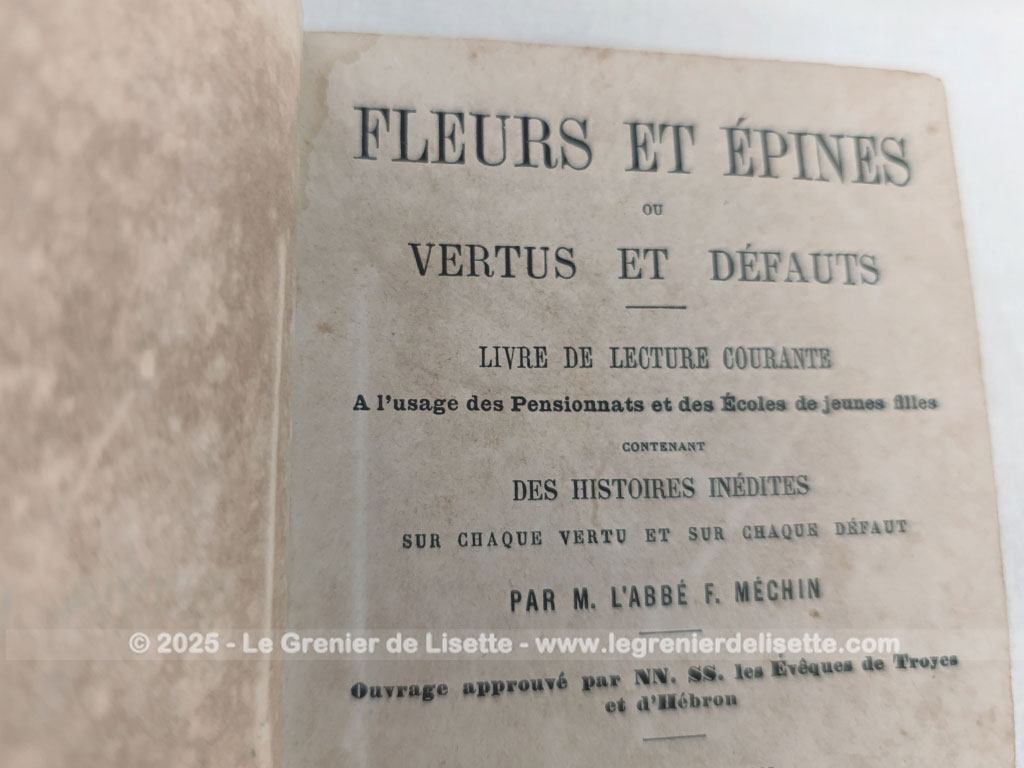 FLEURS ET ÉPINES
OU
VERTUS ET DÉFAUTS
LIVRE DE LECTURE COURANTE
A l'usage des Pensionnats et des Écoles de jeunes filles
CONTENANT
DES HISTOIRES INÉDITES
SUR CHAQUE VERTU ET SUR CHAQUE DÉFAUT
PAR M. L'ABBÉ F. MÉCHIN
© 2025 - Le Grenier de Lisette - www.legrenierdelisette.com
Ouvrage approuvé par NN. SS. les Évêques de Troyes
et d'Hébron